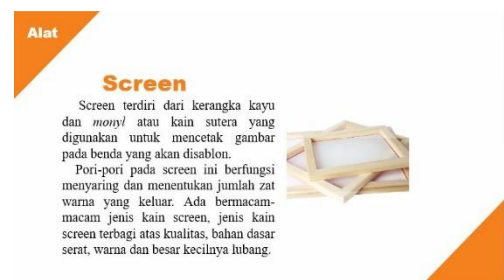 Alat
Screen
Screen terdiri dari kerangka kayu
dan monyl atau kain sutera yang
digunakan untuk mencetak gambar
pada benda yang akan disablon.
Pori-pori pada screen ini berfungsi
menyaring dan menentukan jumlah zat
warna yang keluar. Ada bermacam-
macam jenis kain screen, jenis kain
screen terbagi atas kualitas, bahan dasar
serat, warna dan besar kecilnya lubang.